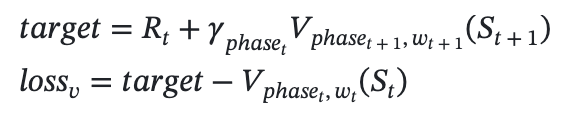 target = R_t + γ_{phase_t} V_{phase_{t+1}, w_{t+1}}(S_{t+1})
loss_v = target − V_{phase_t, w_t}(S_t)